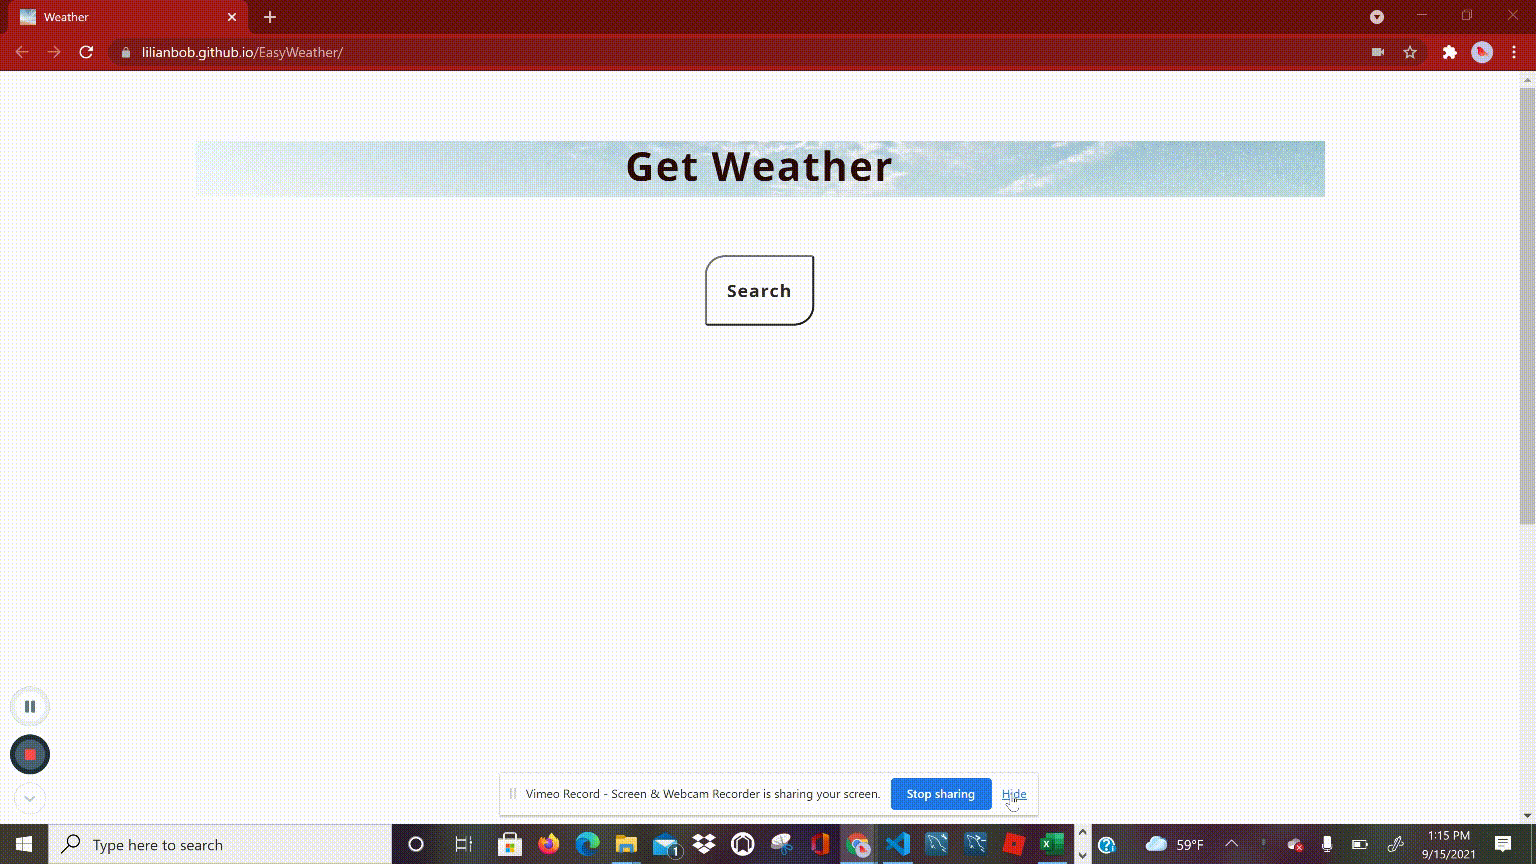 Weather
lilianbob.github.io/EasyWeather/
Get Weather
Search
Vimeo Record - Screen & Webcam Recorder is sharing your screen.
Stop sharing
Hide
Type here to search
1
59°F
1:15 PM
9/15/2021